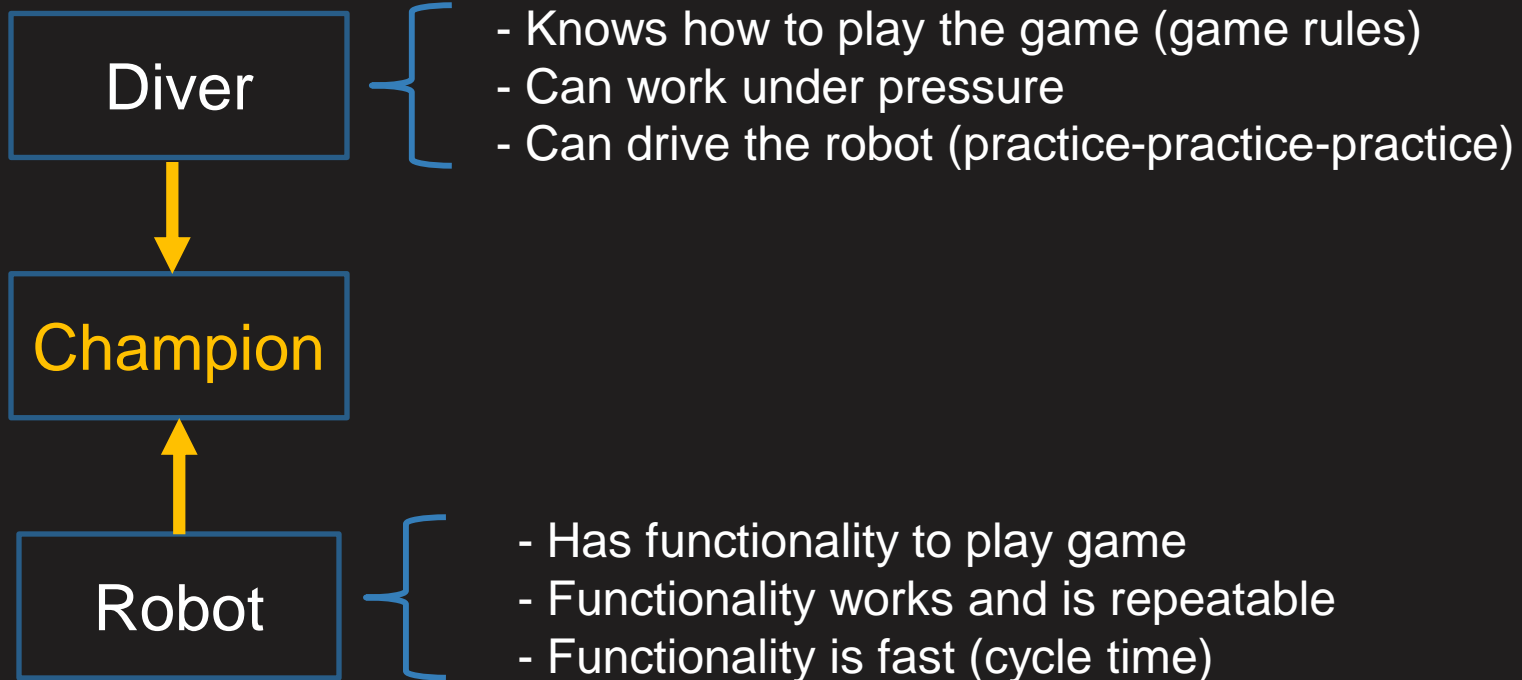 Diver
- Knows how to play the game (game rules)
- Can work under pressure
- Can drive the robot (practice-practice-practice)
Champion
Robot
- Has functionality to play game
- Functionality works and is repeatable
- Functionality is fast (cycle time)